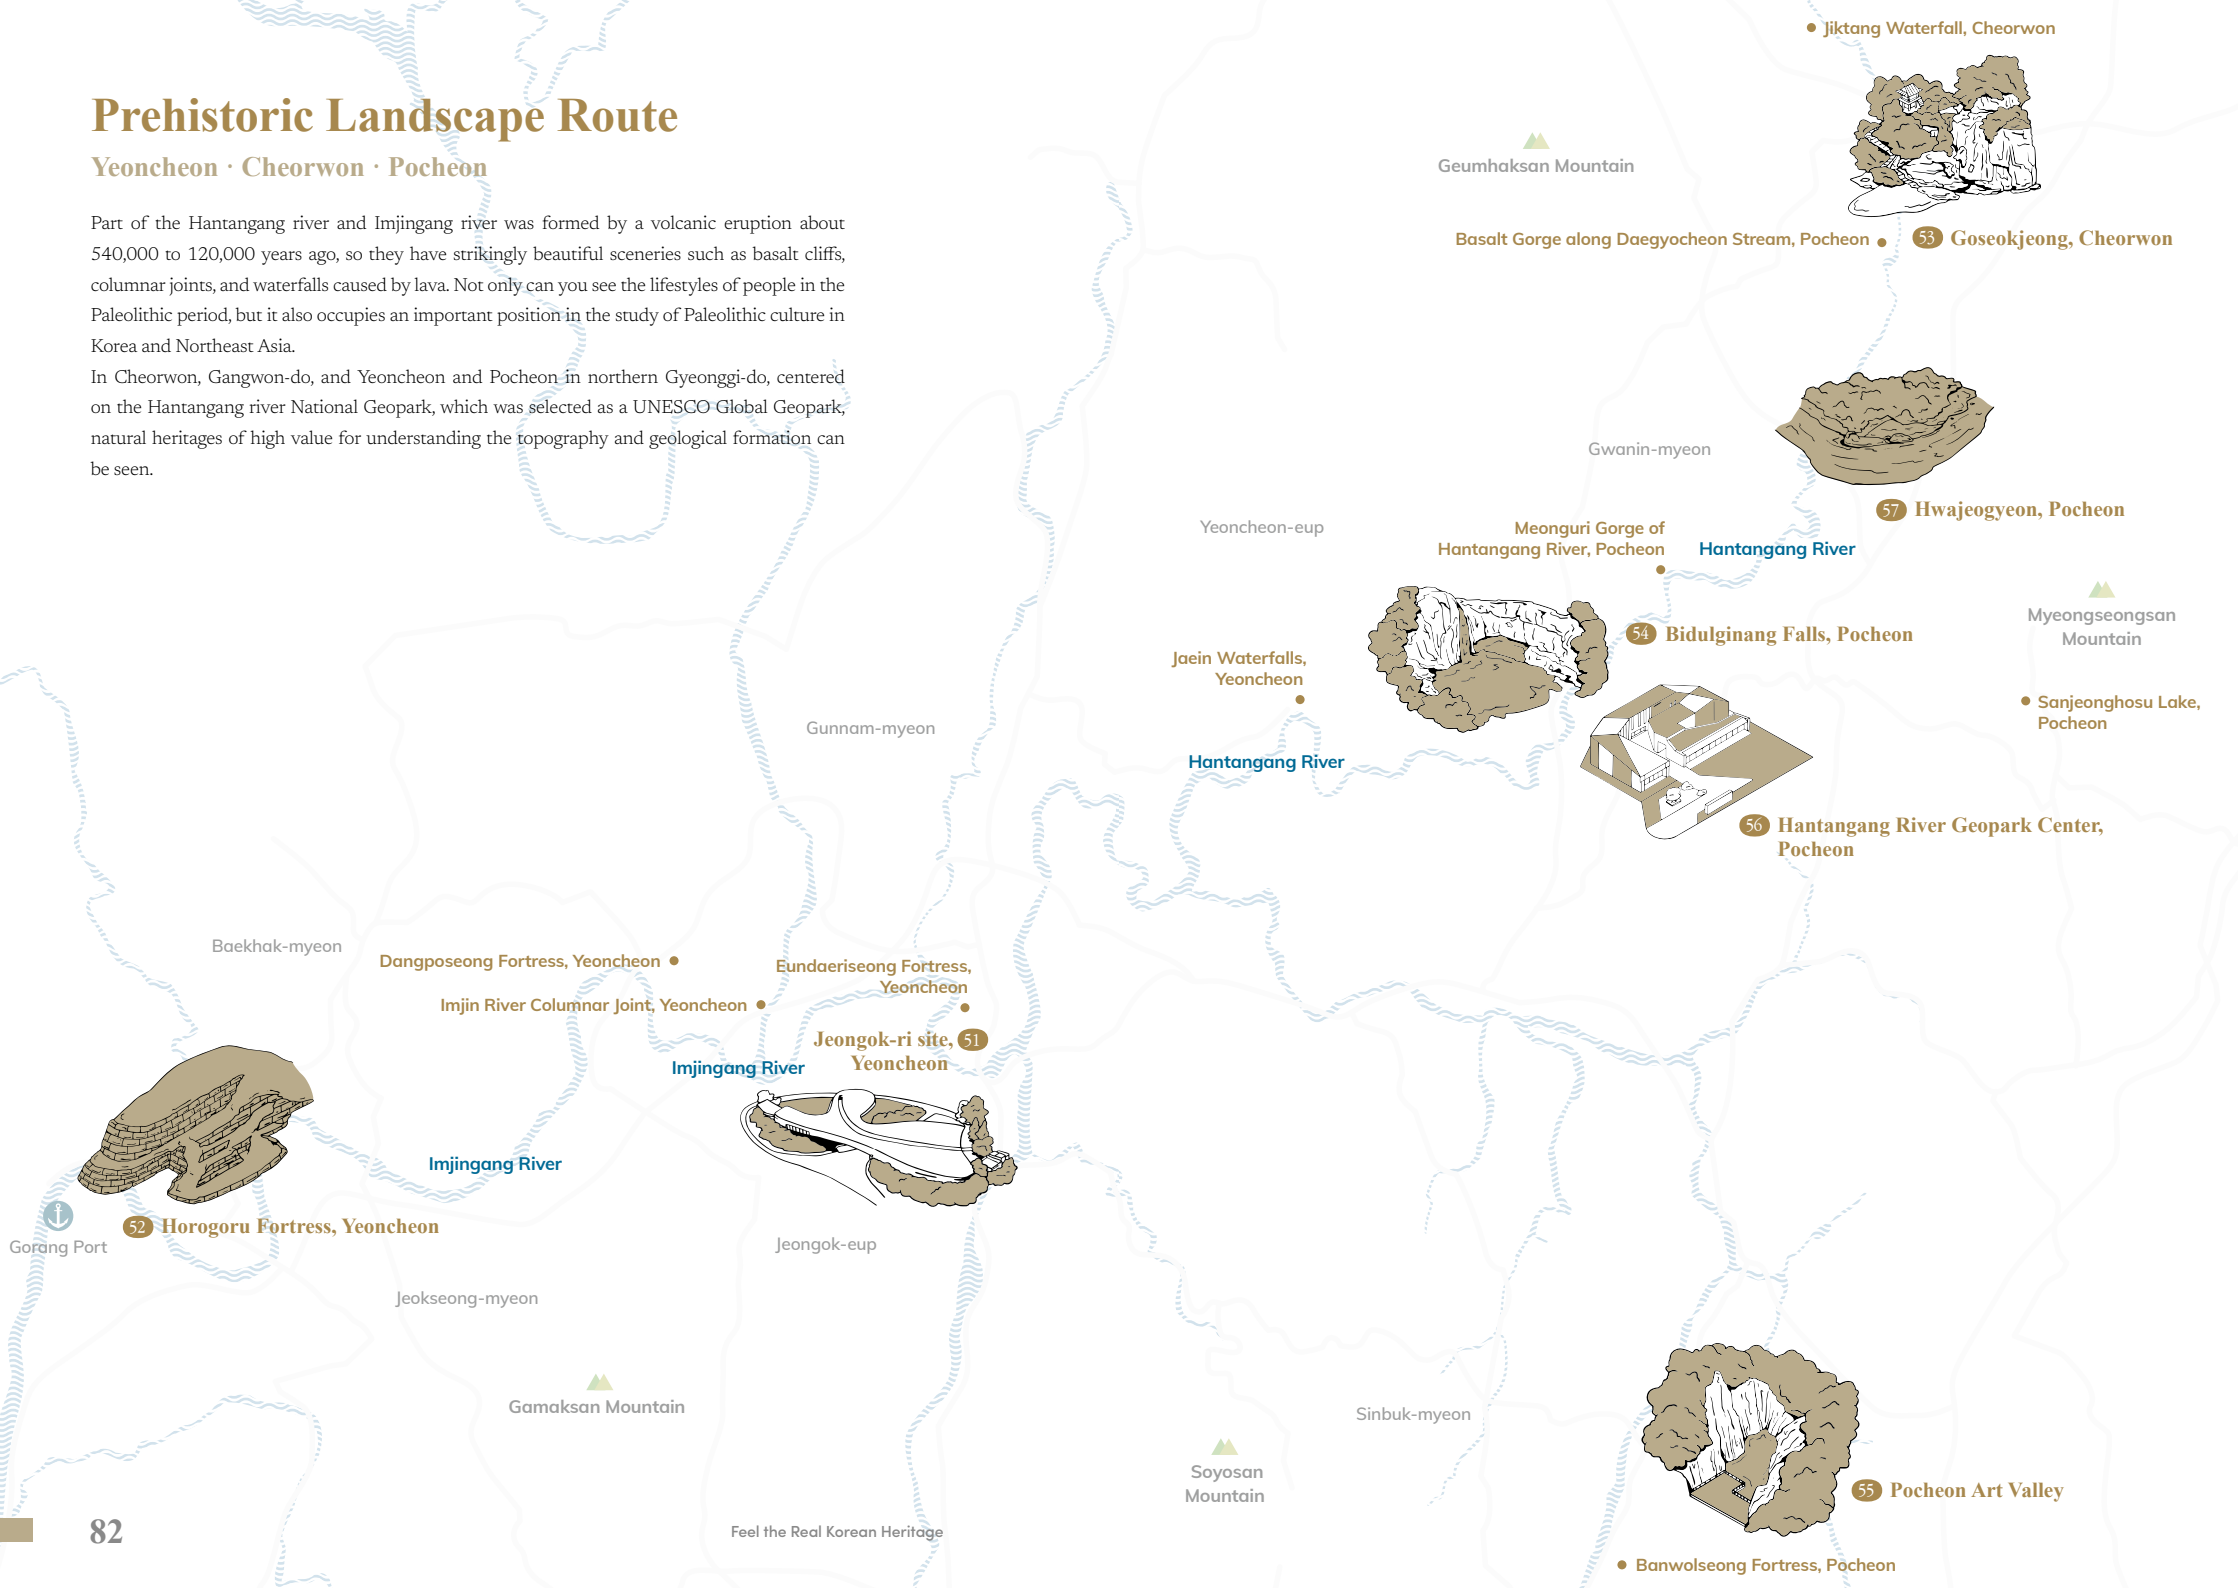 Prehistoric Landscape Route
Yeoncheon · Cheorwon · Pocheon
Part of the Hantangang river and Imjingang river was formed by a volcanic eruption about
540,000 to 120,000 years ago, so they have strikingly beautiful sceneries such as basalt cliffs,
columnar joints, and waterfalls caused by lava. Not only can you see the lifestyles of people in the
Paleolithic period, but it also occupies an important position in the study of Paleolithic culture in
Korea and Northeast Asia.
In Cheorwon, Gangwon-do, and Yeoncheon and Pocheon in northern Gyeonggi-do, centered
on the Hantangang river National Geopark, which was selected as a UNESCO Global Geopark,
natural heritages of high value for understanding the topography and geological formation can
be seen.
Jiktang Waterfall, Cheorwon
Geumhaksan Mountain
Basalt Gorge along Daegyocheon Stream, Pocheon
53 Goseokjeong, Cheorwon
Gwanin-myeon
57 Hwajeogyeon, Pocheon
Yeoncheon-eup
Meonguri Gorge of
Hantangang River, Pocheon
Hantangang River
Myeongseongsan
Mountain
54 Bidulginang Falls, Pocheon
Jaein Waterfalls,
Yeoncheon
Sanjeonghosu Lake,
Pocheon
Gunnam-myeon
Hantangang River
56 Hantangang River Geopark Center,
Pocheon
Baekhak-myeon
Dangposeong Fortress, Yeoncheon
Eundaeriseong Fortress,
Yeoncheon
Imjin River Columnar Joint, Yeoncheon
Jeongok-ri site, 51
Yeoncheon
Imjingang River
Imjingang River
52 Horogoru Fortress, Yeoncheon
Gorang Port
Jeongok-eup
Jeokseong-myeon
Gamaksan Mountain
Sinbuk-myeon
Soyosan
Mountain
55 Pocheon Art Valley
Banwolseong Fortress, Pocheon
82
Feel the Real Korean Heritage